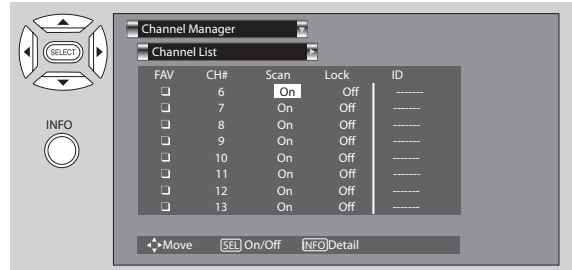 SELECT
INFO
Channel Manager
Channel List
FAV CH# Scan Lock ID
❏ 6 On Off -------
❏ 7 On Off -------
❏ 8 On Off -------
❏ 9 On Off -------
❏ 10 On Off -------
❏ 11 On Off -------
❏ 12 On Off -------
❏ 13 On Off -------
Move SEL On/Off INFO Detail